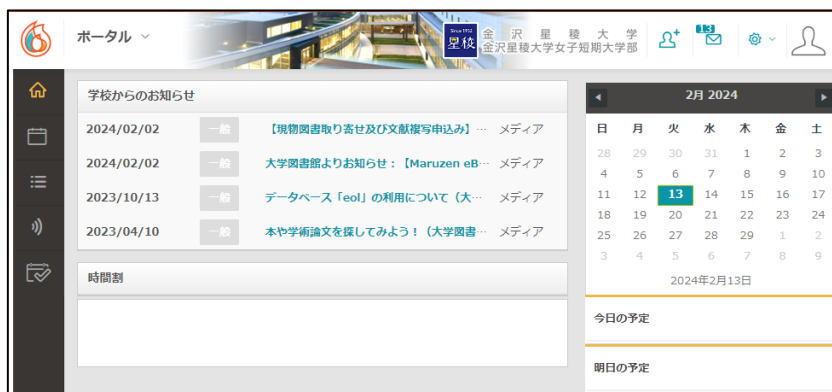 ポータル
Since 1932
星稜
金沢星稜大学
金沢星稜大学女子短期大学部
13
学校からのお知らせ
2024/02/02 一般 【現物図書取り寄せ及び文献複写申込み】… メディア
2024/02/02 一般 大学図書館よりお知らせ：【Maruzen eB… メディア
2023/10/13 一般 データベース「eol」の利用について（大… メディア
2023/04/10 一般 本や学術論文を探してみよう！（大学図書… メディア
時間割
2月 2024
日 月 火 水 木 金 土
28 29 30 31 1 2 3
4 5 6 7 8 9 10
11 12 13 14 15 16 17
18 19 20 21 22 23 24
25 26 27 28 29 1 2
3 4 5 6 7 8 9
2024年2月13日
今日の予定
明日の予定